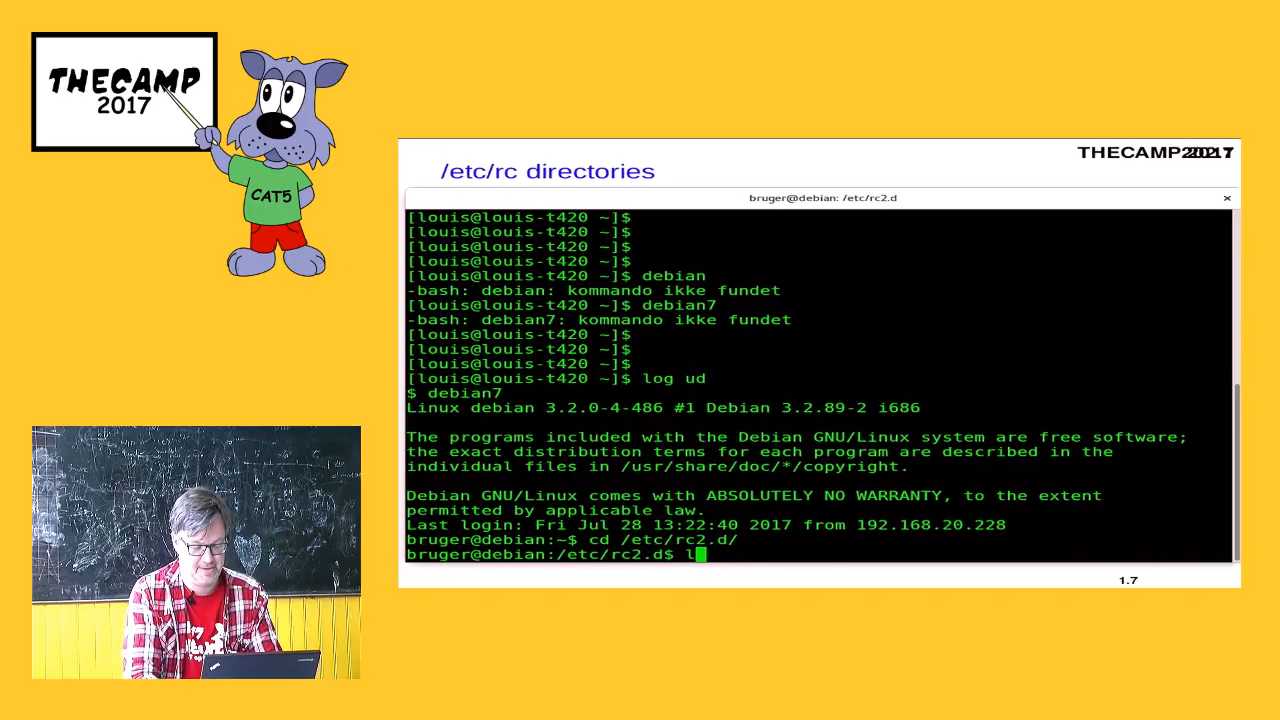 THECAMP
2017
CAT5
THECAMP
/etc/rc directories
bruger@debian: /etc/rc2.d
[louis@louis-t420 ~]$
[louis@louis-t420 ~]$
[louis@louis-t420 ~]$
[louis@louis-t420 ~]$
[louis@louis-t420 ~]$ debian
-bash: debian: kommando ikke fundet
[louis@louis-t420 ~]$ debian7
-bash: debian7: kommando ikke fundet
[louis@louis-t420 ~]$
[louis@louis-t420 ~]$
[louis@louis-t420 ~]$
[louis@louis-t420 ~]$ log ud
$ debian7
Linux debian 3.2.0-4-486 #1 Debian 3.2.89-2 i686
The programs included with the Debian GNU/Linux system are free software;
the exact distribution terms for each program are described in the
individual files in /usr/share/doc/*/copyright.
Debian GNU/Linux comes with ABSOLUTELY NO WARRANTY, to the extent
permitted by applicable law.
Last login: Fri Jul 28 13:22:40 2017 from 192.168.20.228
bruger@debian:~$ cd /etc/rc2.d/
bruger@debian:/etc/rc2.d$ l
1.7